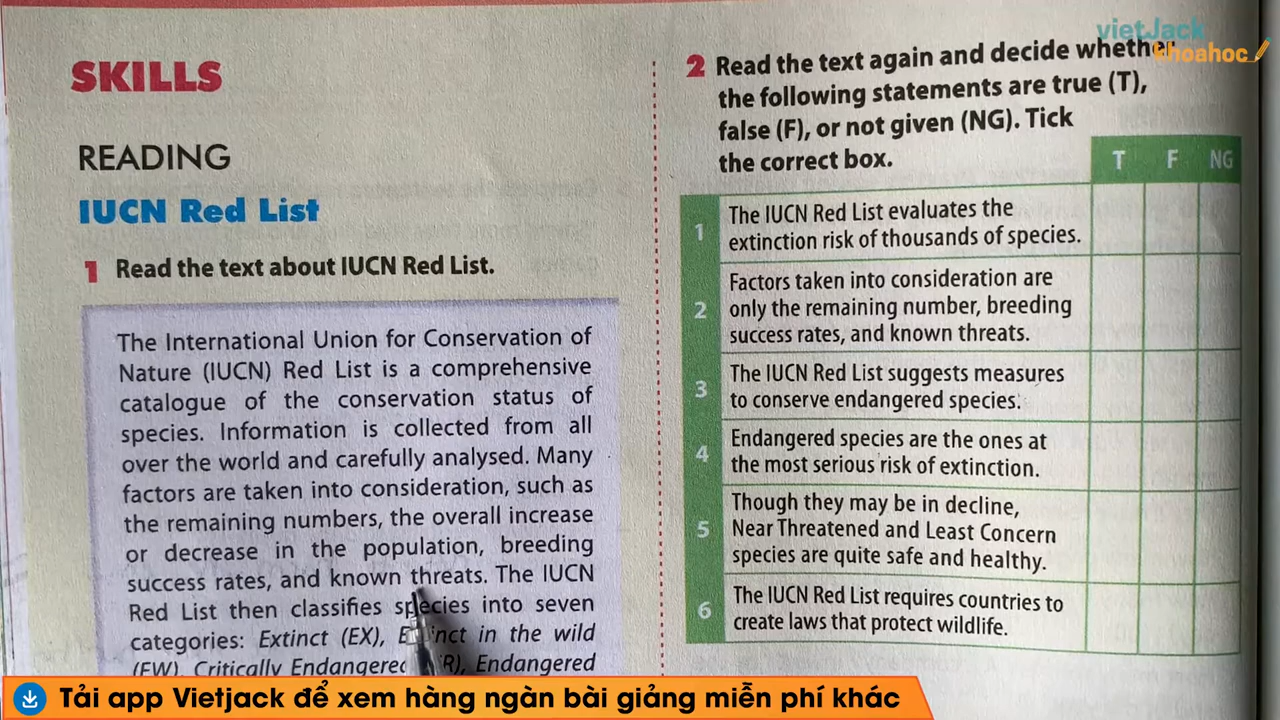 vietJack
khoahoc
SKILLS
READING
IUCN Red List
1 Read the text about IUCN Red List.
The International Union for Conservation of
Nature (IUCN) Red List is a comprehensive
catalogue of the conservation status of
species. Information is collected from all
over the world and carefully analysed. Many
factors are taken into consideration, such as
the remaining numbers, the overall increase
or decrease in the population, breeding
success rates, and known threats. The IUCN
Red List then classifies species into seven
categories: Extinct (EX), Extinct in the wild
(EW), Critically Endangered (CR), Endangered
2 Read the text again and decide whether
the following statements are true (T),
false (F), or not given (NG). Tick
the correct box.
T F NG
1 The IUCN Red List evaluates the
extinction risk of thousands of species.
2 Factors taken into consideration are
only the remaining number, breeding
success rates, and known threats.
3 The IUCN Red List suggests measures
to conserve endangered species.
4 Endangered species are the ones at
the most serious risk of extinction.
5 Though they may be in decline,
Near Threatened and Least Concern
species are quite safe and healthy.
6 The IUCN Red List requires countries to
create laws that protect wildlife.
Tải app Vietjack để xem hàng ngàn bài giảng miễn phí khác